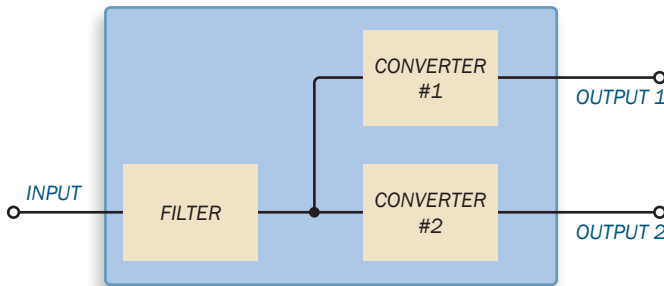 CONVERTER
#1
OUTPUT 1
INPUT
FILTER
CONVERTER
#2
OUTPUT 2